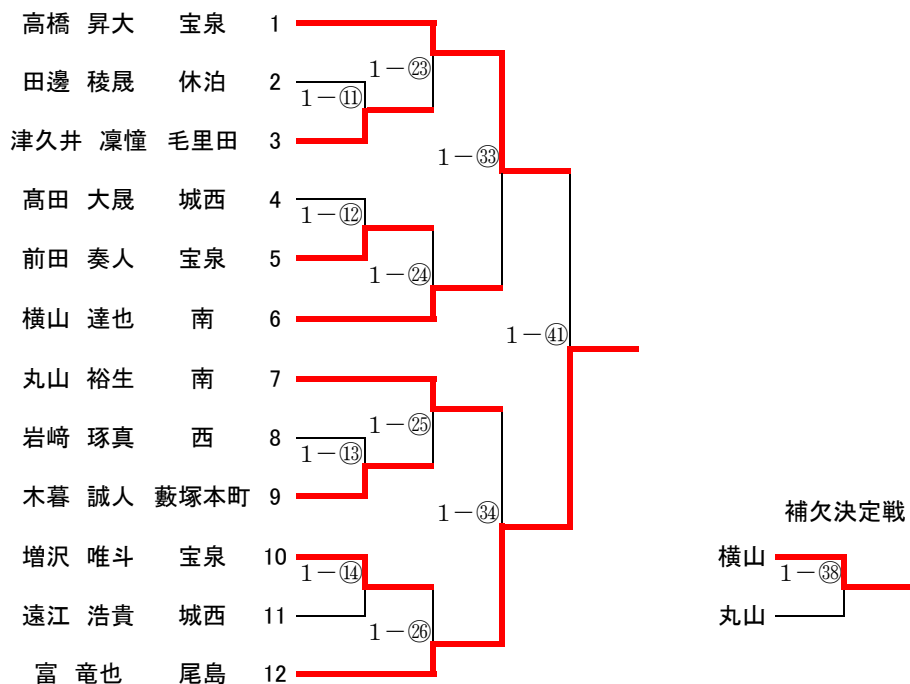 高橋 昇大 宝泉 1
1－㉓
田邊 稜晟 休泊 2
1－⑪
津久井 凜憧 毛里田 3
1－㉝
髙田 大晟 城西 4
1－⑫
前田 奏人 宝泉 5
1－㉔
横山 達也 南 6
1－㊶
丸山 裕生 南 7
1－㉕
岩﨑 琢真 西 8
1－⑬
木暮 誠人 藪塚本町 9
1－㉞
補欠決定戦
増沢 唯斗 宝泉 10
横山
1－⑭
1－㊳
遠江 浩貴 城西 11
丸山
1－㉖
富 竜也 尾島 12